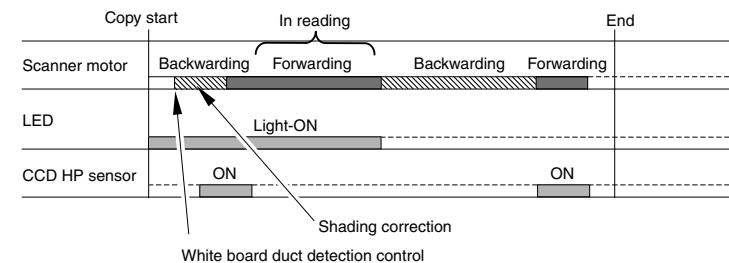 Copy start
In reading
End
Scanner motor
Backwarding
Forwarding
Backwarding
Forwarding
LED
Light-ON
CCD HP sensor
ON
ON
Shading correction
White board duct detection control